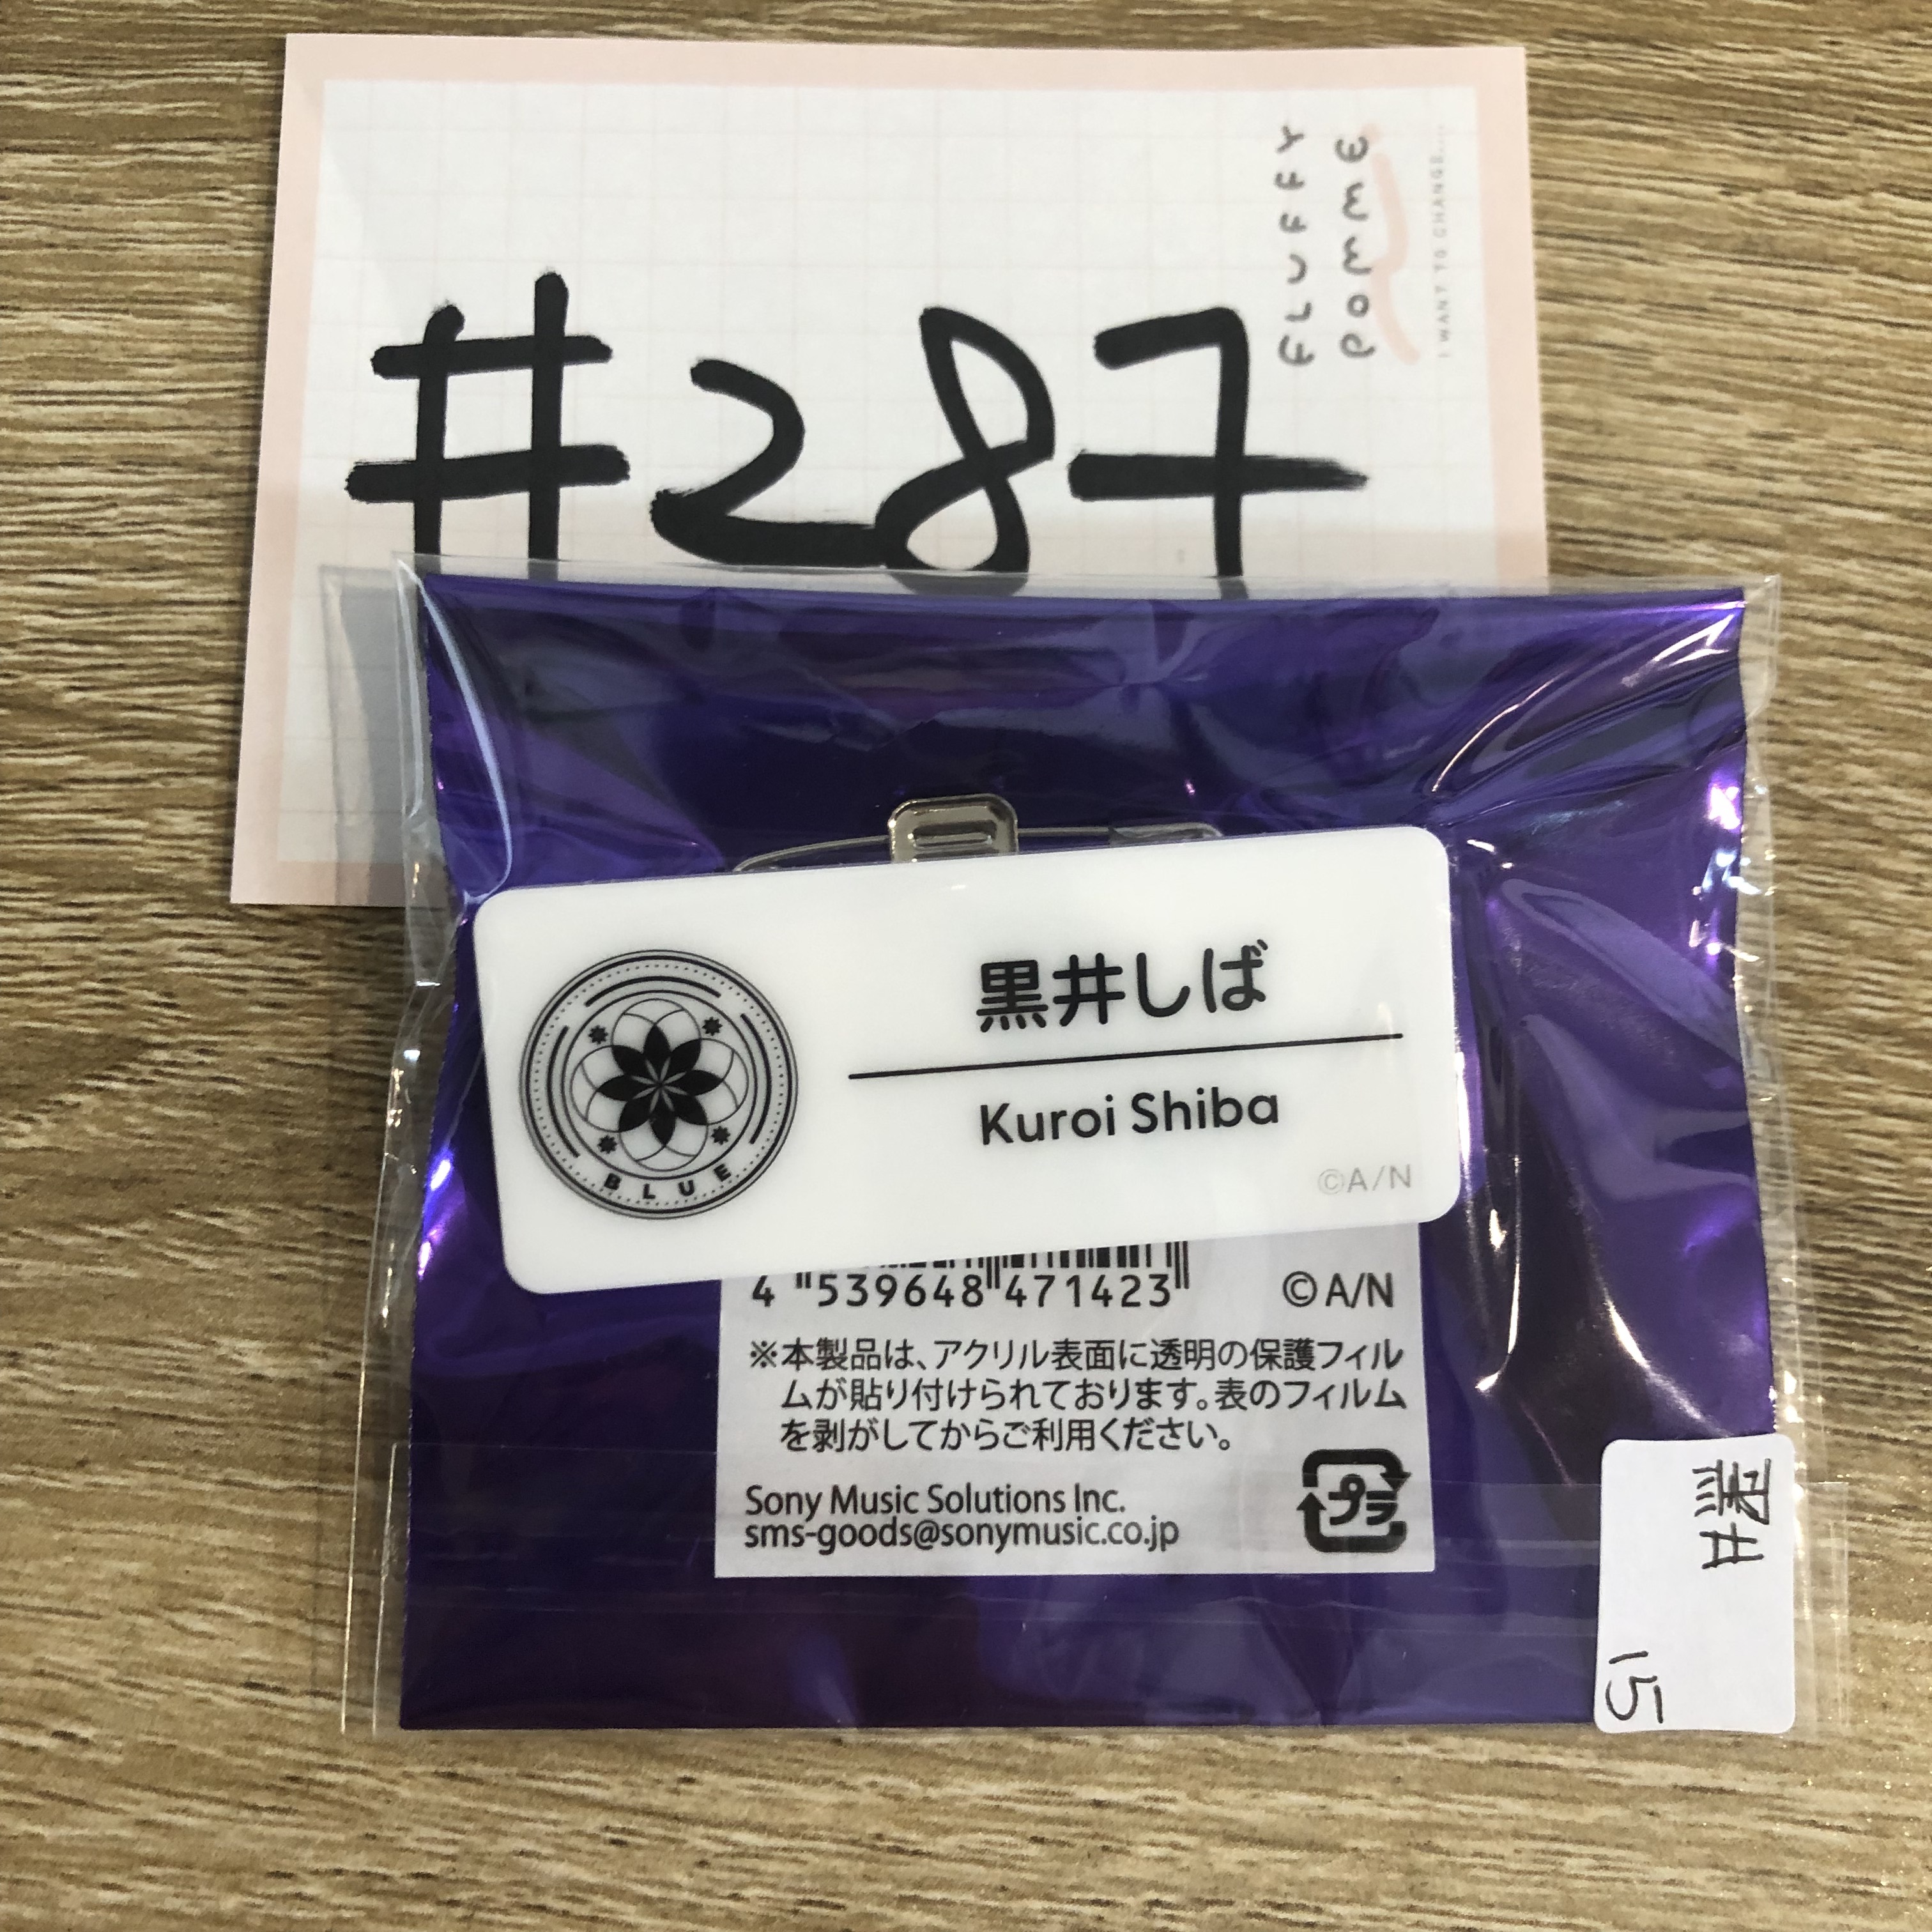 FLUFFY
POMME
I WANT TO CHANGE....
#287
黒井しば
Kuroi Shiba
BLUE
©A/N
4 539648 471423 ©A/N
※本製品は、アクリル表面に透明の保護フィル
ムが貼り付けられております。表のフィルム
を剥がしてからご利用ください。
Sony Music Solutions Inc.
sms-goods@sonymusic.co.jp
プラ
黒井
15